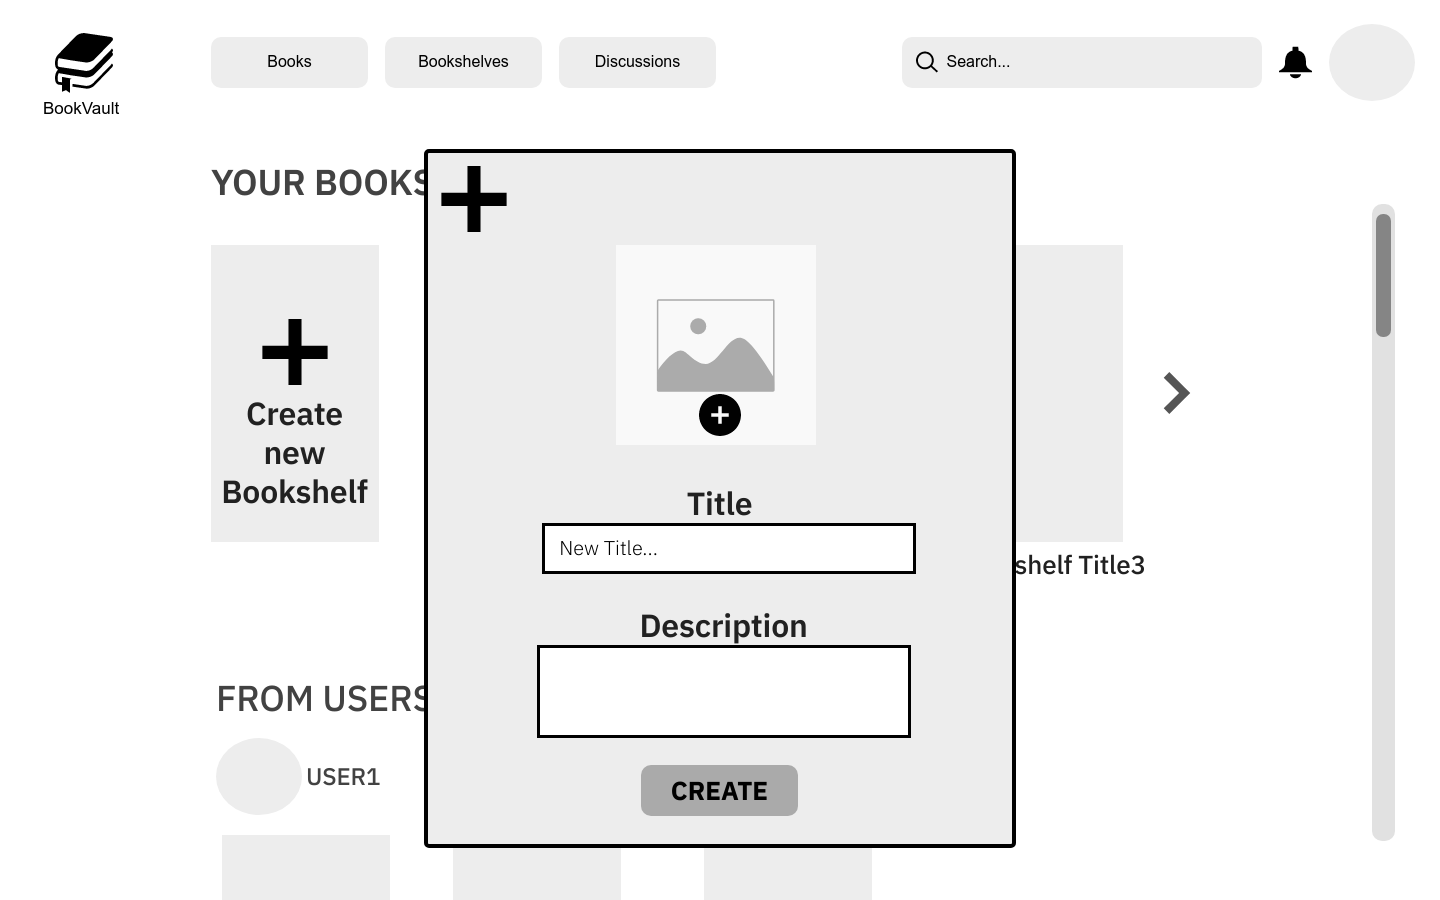 Books
Bookshelves
Discussions
Search...
BookVault
YOUR BOOKS
Create
new
Bookshelf
Title
New Title...
shelf Title3
Description
FROM USERS
USER1
CREATE